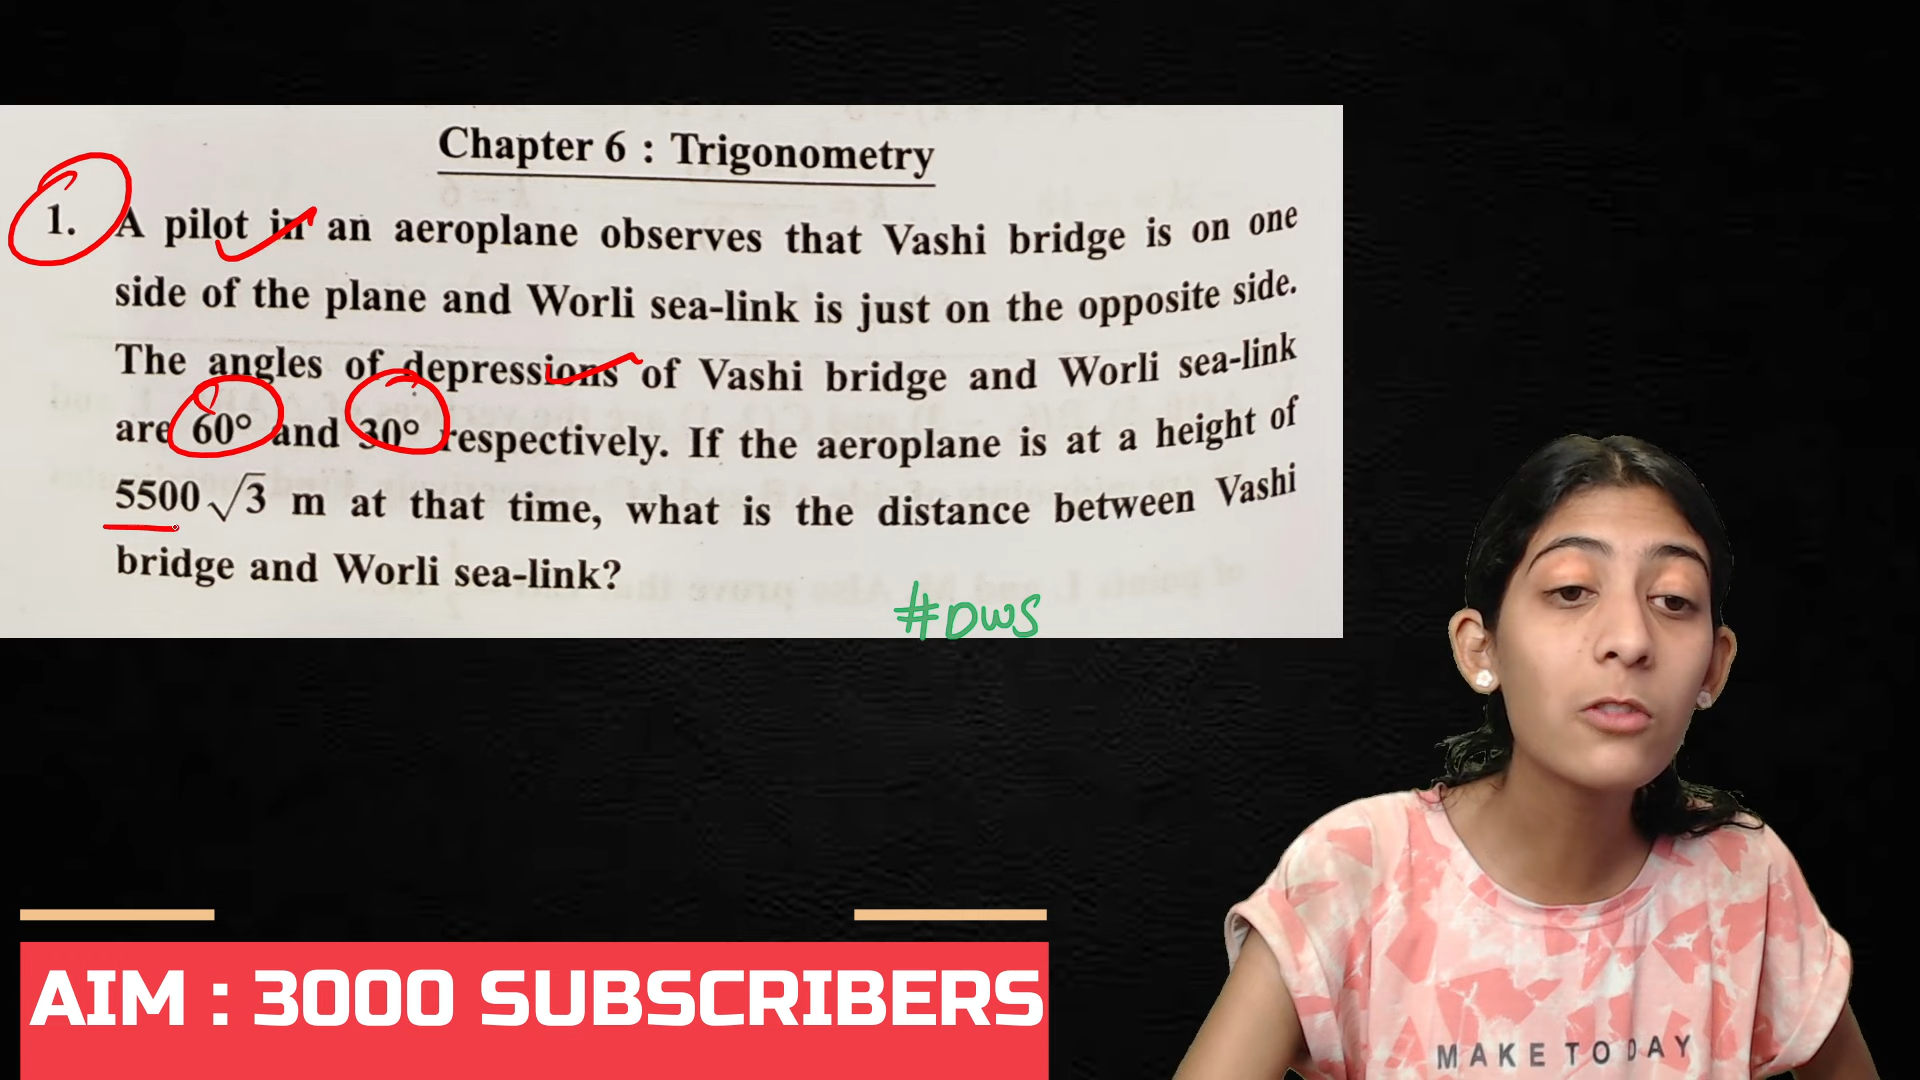 Chapter 6 : Trigonometry
1. A pilot in an aeroplane observes that Vashi bridge is on one
side of the plane and Worli sea-link is just on the opposite side.
The angles of depressions of Vashi bridge and Worli sea-link
are 60° and 30° respectively. If the aeroplane is at a height of
5500 √3 m at that time, what is the distance between Vashi
bridge and Worli sea-link?
#DWS
AIM : 3000 SUBSCRIBERS
MAKE TODAY